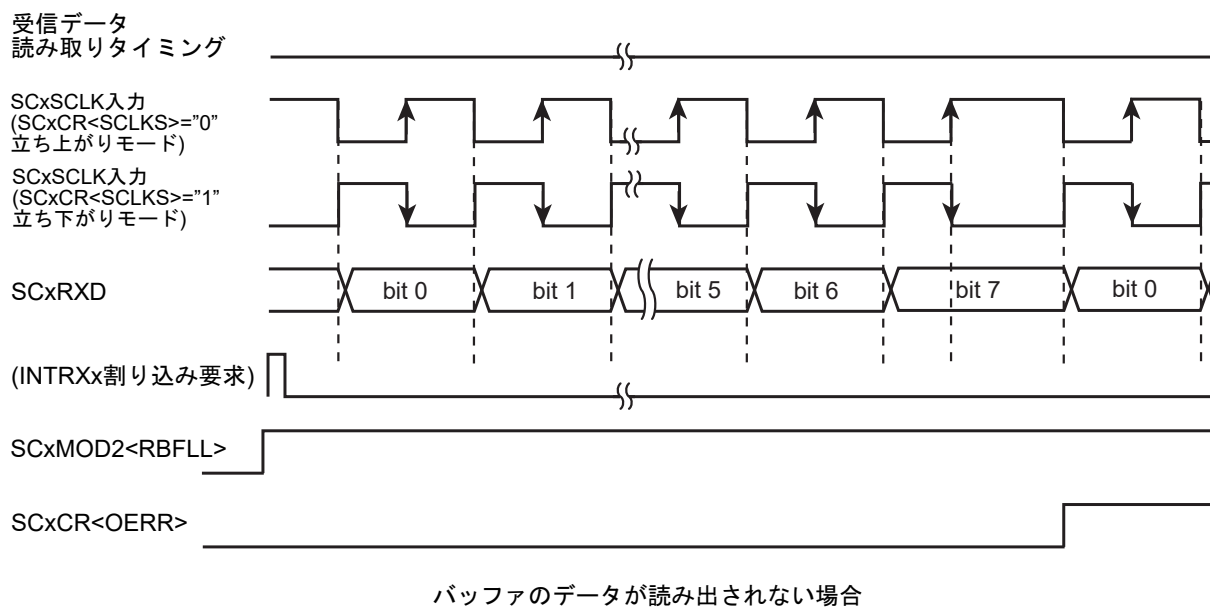 受信データ
読み取りタイミング
SCxSCLK入力
(SCxCR<SCLKS>="0"
立ち上がりモード)
SCxSCLK入力
(SCxCR<SCLKS>="1"
立ち下がりモード)
SCxRXD
bit 0
bit 1
bit 5
bit 6
bit 7
bit 0
(INTRXx割り込み要求)
SCxMOD2<RBFLL>
SCxCR<OERR>
バッファのデータが読み出されない場合